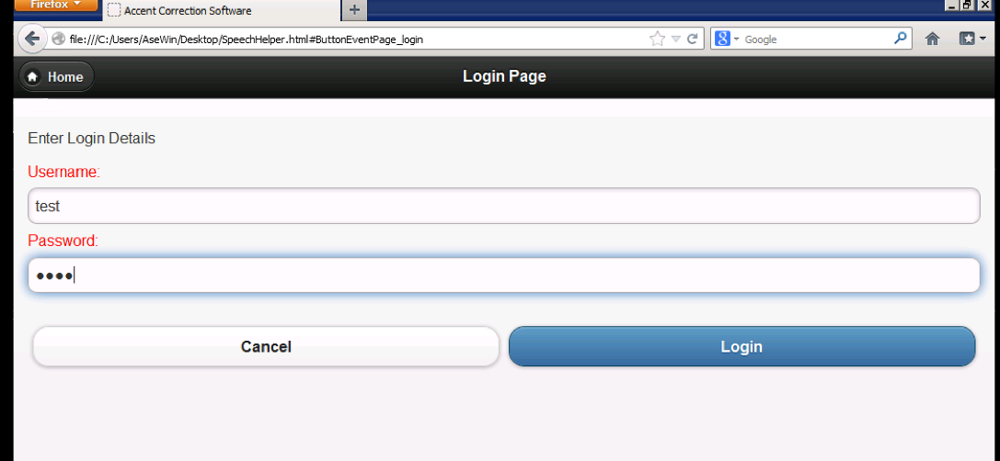 Firefox
Accent Correction Software
file:///C:/Users/AseWin/Desktop/SpeechHelper.html#ButtonEventPage_login
Google
Home
Login Page
Enter Login Details
Username:
test
Password:
••••
Cancel
Login